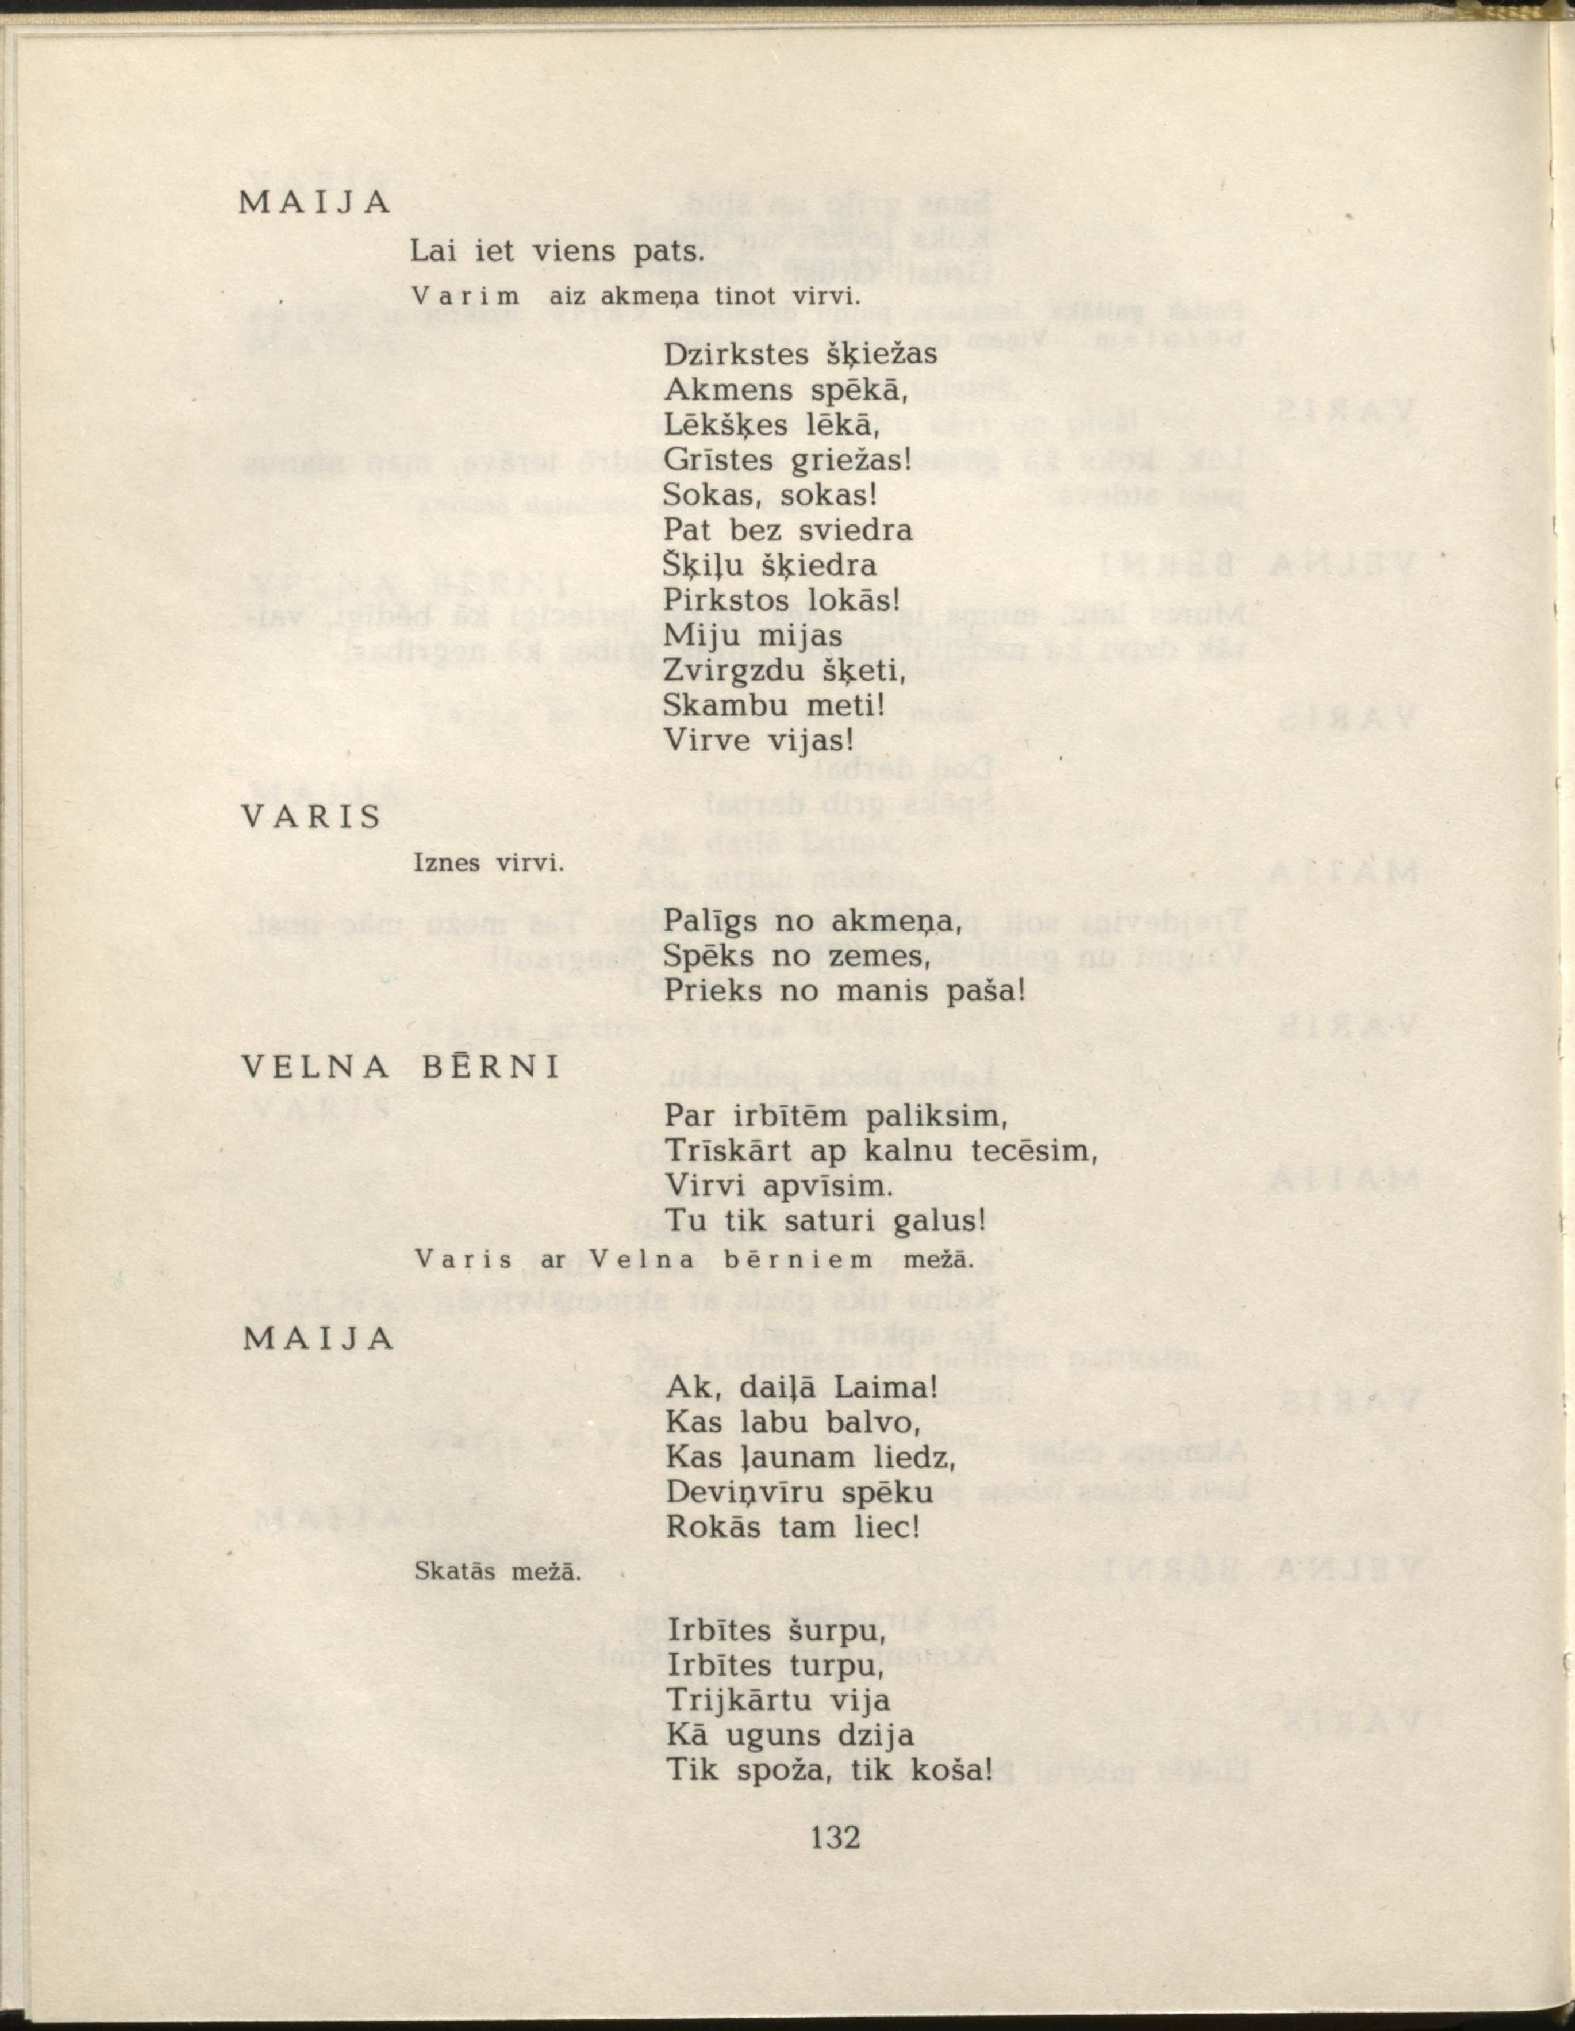 MAIJA
Lai iet viens pats.
Varim aiz akmeņa tinot virvi.
Dzirkstes šķiežas
Akmens spēkā,
Lēkšķes lēkā,
Grīstes griežas!
Sokas, sokas!
Pat bez sviedra
Šķiļu šķiedra
Pirkstos lokās!
Miju mijas
Zvirgzdu šķeti,
Skambu meti!
Virve vijas!
VARIS
Iznes virvi.
Palīgs no akmeņa,
Spēks no zemes,
Prieks no manis paša!
VELNA BĒRNI
Par irbītēm paliksim,
Trīskārt ap kalnu tecēsim,
Virvi apvīsim.
Tu tik saturi galus!
Varis ar Velna bērniem mežā.
MAIJA
Ak, daiļā Laima!
Kas labu balvo,
Kas ļaunam liedz,
Deviņvīru spēku
Rokās tam liec!
Skatās mežā.
Irbītes šurpu,
Irbītes turpu,
Trijkārtu vija
Kā uguns dzija
Tik spoža, tik koša!
132